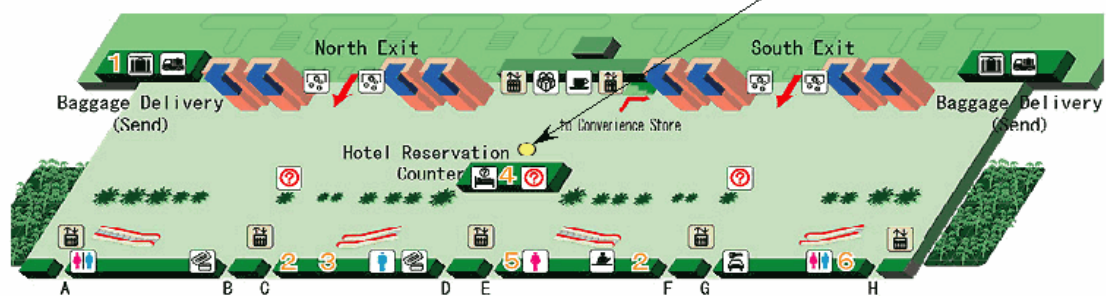 North Exit
South Exit
1
Baggage Delivery
(Send)
to Convenience Store
Baggage Delivery
(Send)
Hotel Reservation
Counter
4
?
?
?
2
3
5
2
6
A
B
C
D
E
F
G
H